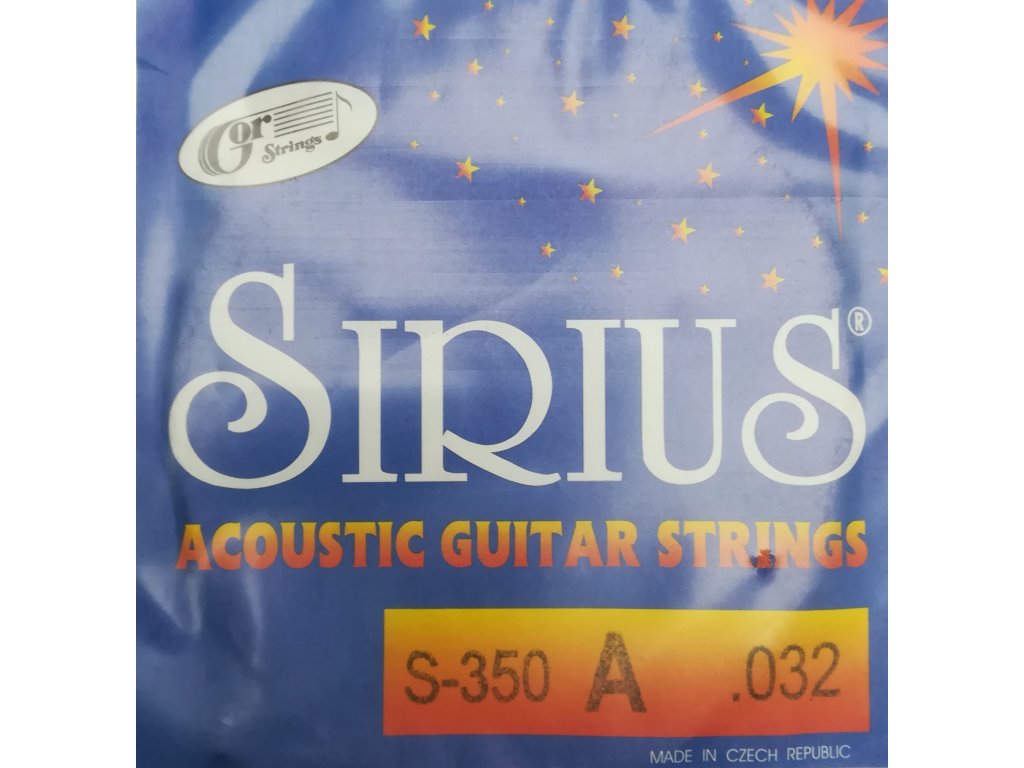 Gor
Strings
SIRIUS®
ACOUSTIC GUITAR STRINGS
S-350 A .032
MADE IN CZECH REPUBLIC